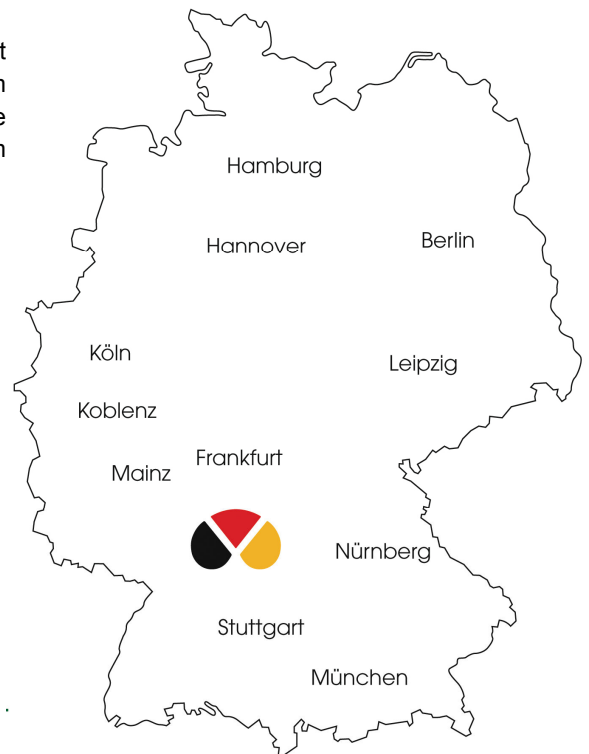 t
n
e
n
Hamburg
Hannover
Berlin
Köln
Leipzig
Koblenz
Frankfurt
Mainz
Nürnberg
Stuttgart
München
.